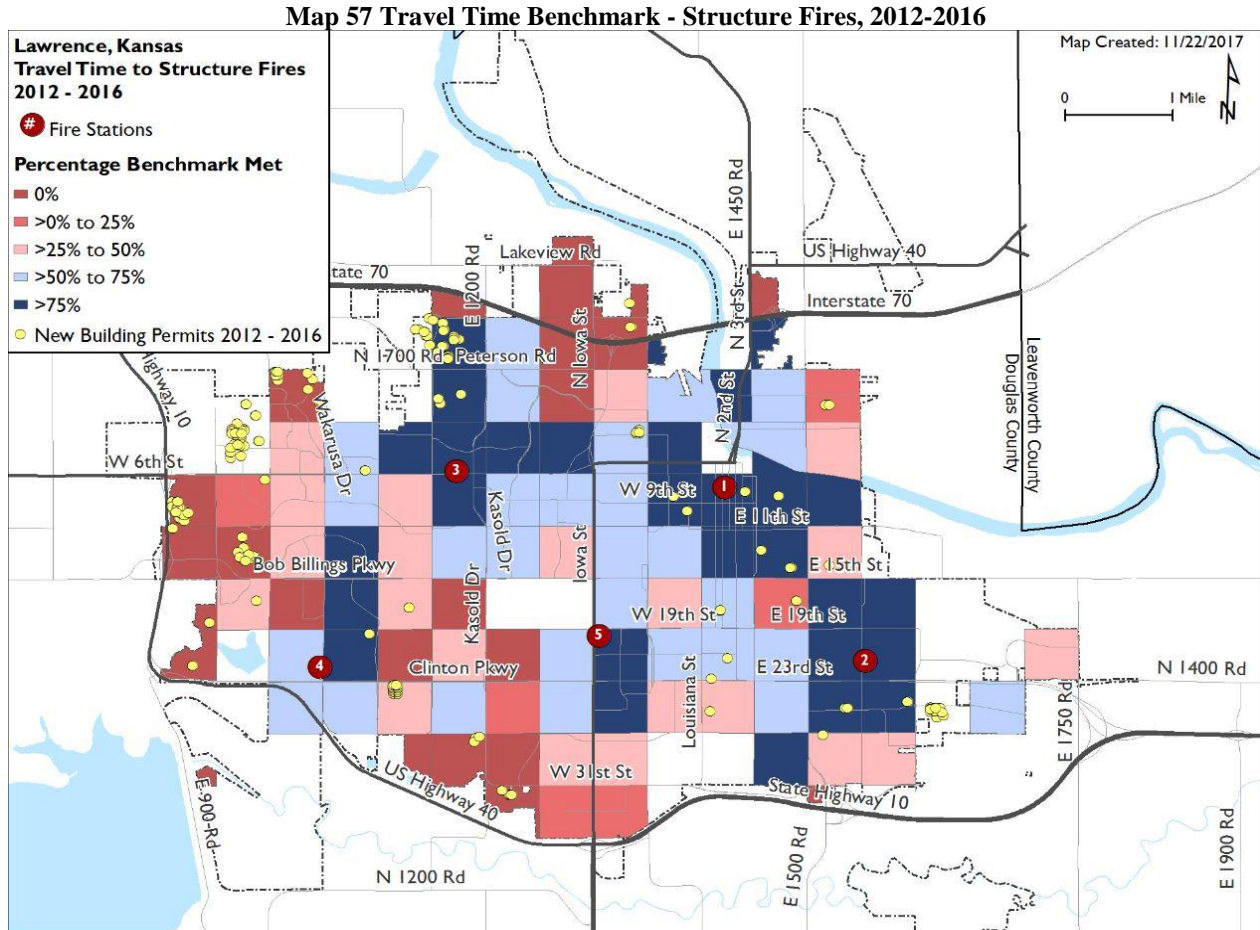 Map 57 Travel Time Benchmark - Structure Fires, 2012-2016
Lawrence, Kansas
Travel Time to Structure Fires
2012 - 2016
# Fire Stations
Percentage Benchmark Met
0%
>0% to 25%
>25% to 50%
>50% to 75%
>75%
New Building Permits 2012 - 2016
Map Created: 11/22/2017
0 1 Mile
N
E 1450 Rd
US Highway 40
Lakeview Rd
E 1200 Rd
tate 70
Interstate 70
N 3rd St
N Iowa St
N 1700 Rd
Peterson Rd
Leavenworth County
Douglas County
Highway 10
Wakarusa Dr
N 2nd St
W 6th St
3
Kasold Dr
W 9th St
1
E 11th St
Iowa St
Bob Billings Pkwy
E 15th St
Kasold Dr
W 19th St
E 19th St
5
4
Clinton Pkwy
Louisiana St
E 23rd St
2
N 1400 Rd
E 1750 Rd
US Highway 40
W 31st St
State Highway 10
E 900 Rd
N 1200 Rd
E 1500 Rd
E 1900 Rd